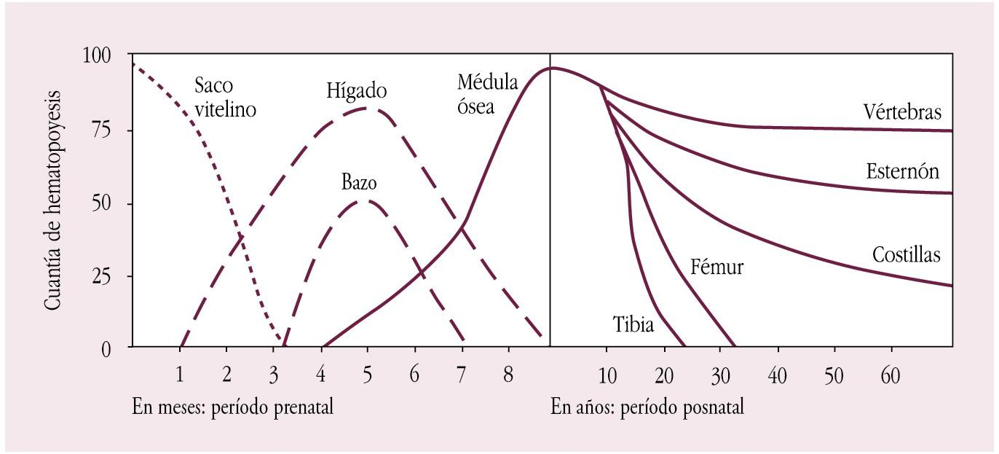 Cuantía de hematopoyesis
100
75
50
25
0
Saco
vitelino
Hígado
Bazo
Médula
ósea
Vértebras
Esternón
Costillas
Fémur
Tibia
1 2 3 4 5 6 7 8
10 20 30 40 50 60
En meses: período prenatal
En años: período posnatal